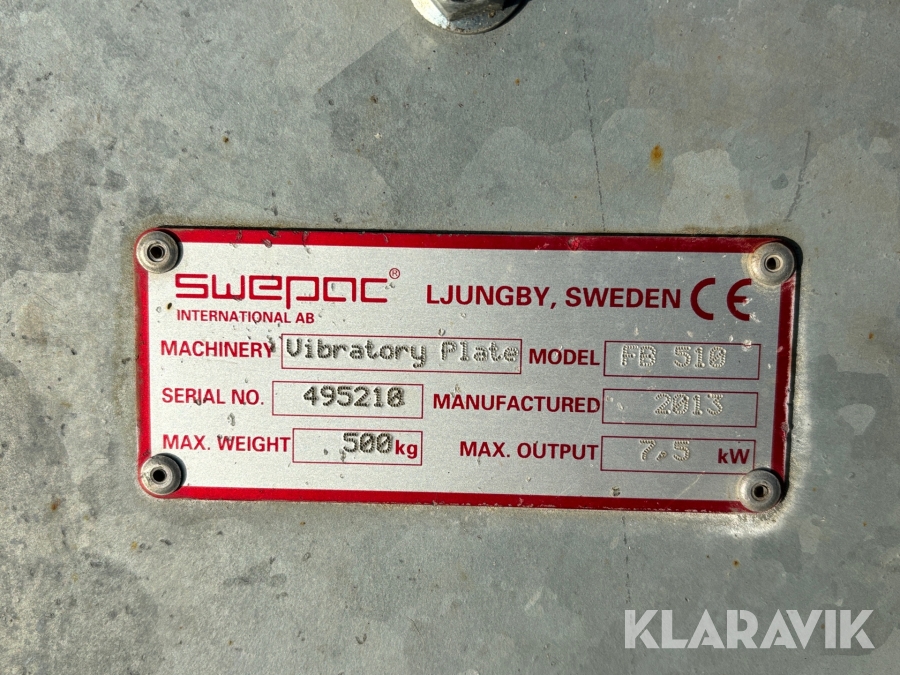 swepac®
INTERNATIONAL AB
LJUNGBY, SWEDEN CE
MACHINERY Vibratory Plate MODEL FB 510
SERIAL NO. 495210 MANUFACTURED 2013
MAX. WEIGHT 500kg MAX. OUTPUT 7,5 kW
KLARAVIK